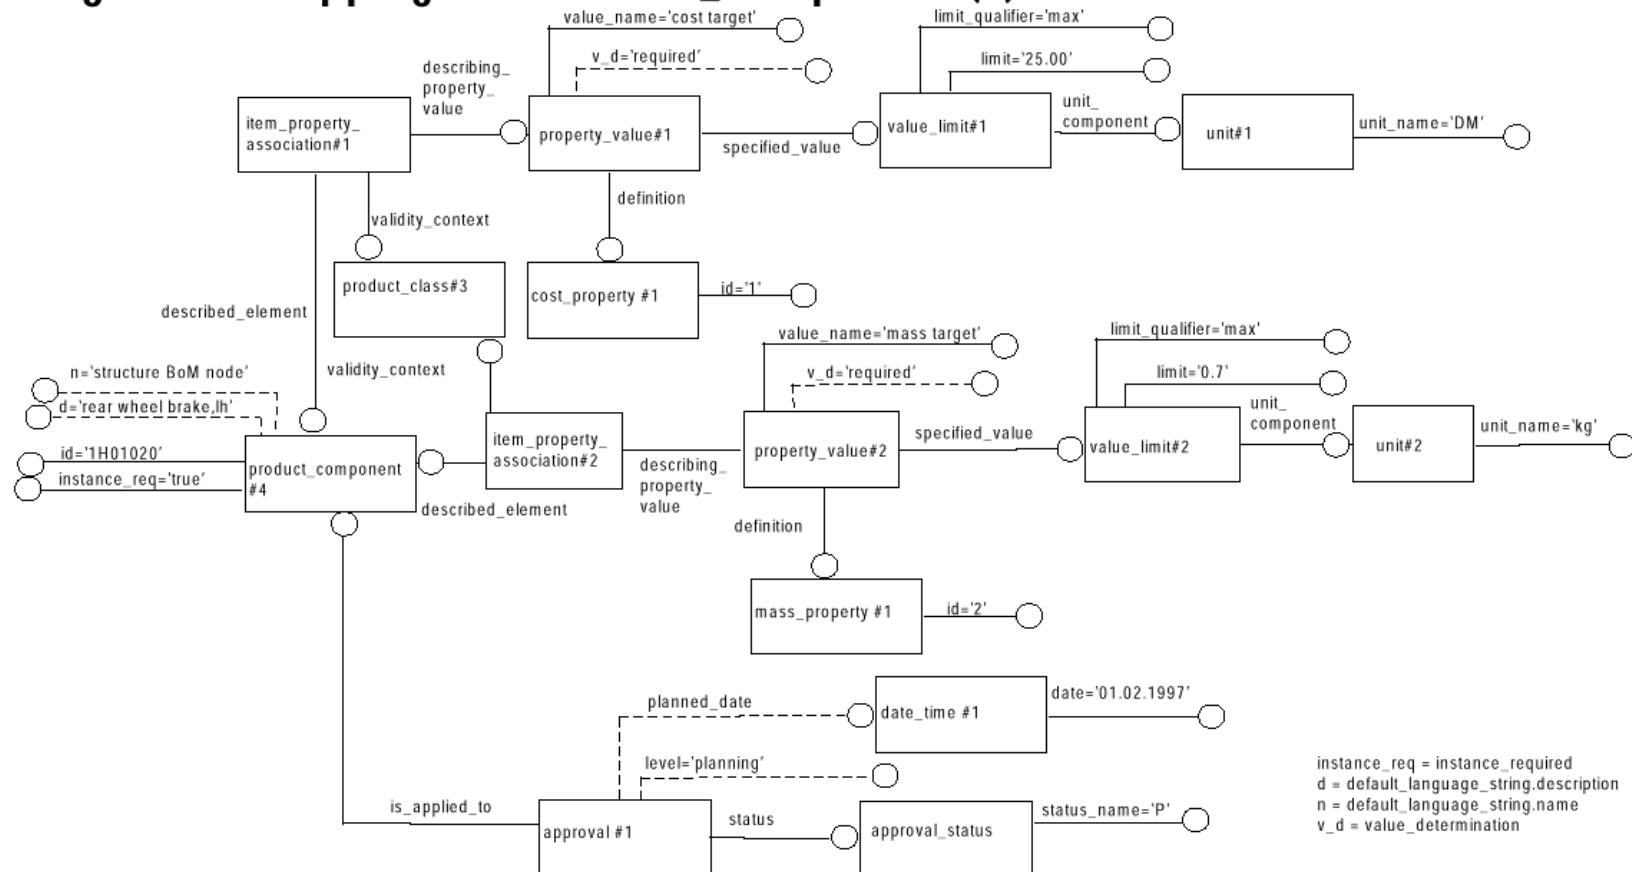 value_name='cost target'
limit_qualifier='max'
v_d='required'
limit='25.00'
describing_
property_
value
unit_
component
item_property_
association#1
property_value#1
specified_value
value_limit#1
unit#1
unit_name='DM'
definition
validity_context
product_class#3
cost_property #1
id='1'
described_element
value_name='mass target'
limit_qualifier='max'
n='structure BoM node'
validity_context
v_d='required'
limit='0.7'
d='rear wheel brake,lh'
unit_
component
id='1H01020'
instance_req='true'
product_component
#4
item_property_
association#2
describing_
property_
value
property_value#2
specified_value
value_limit#2
unit#2
unit_name='kg'
described_element
definition
mass_property #1
id='2'
planned_date
date_time #1
date='01.02.1997'
level='planning'
is_applied_to
approval #1
status
approval_status
status_name='P'
instance_req = instance_required
d = default_language_string.description
n = default_language_string.name
v_d = value_determination